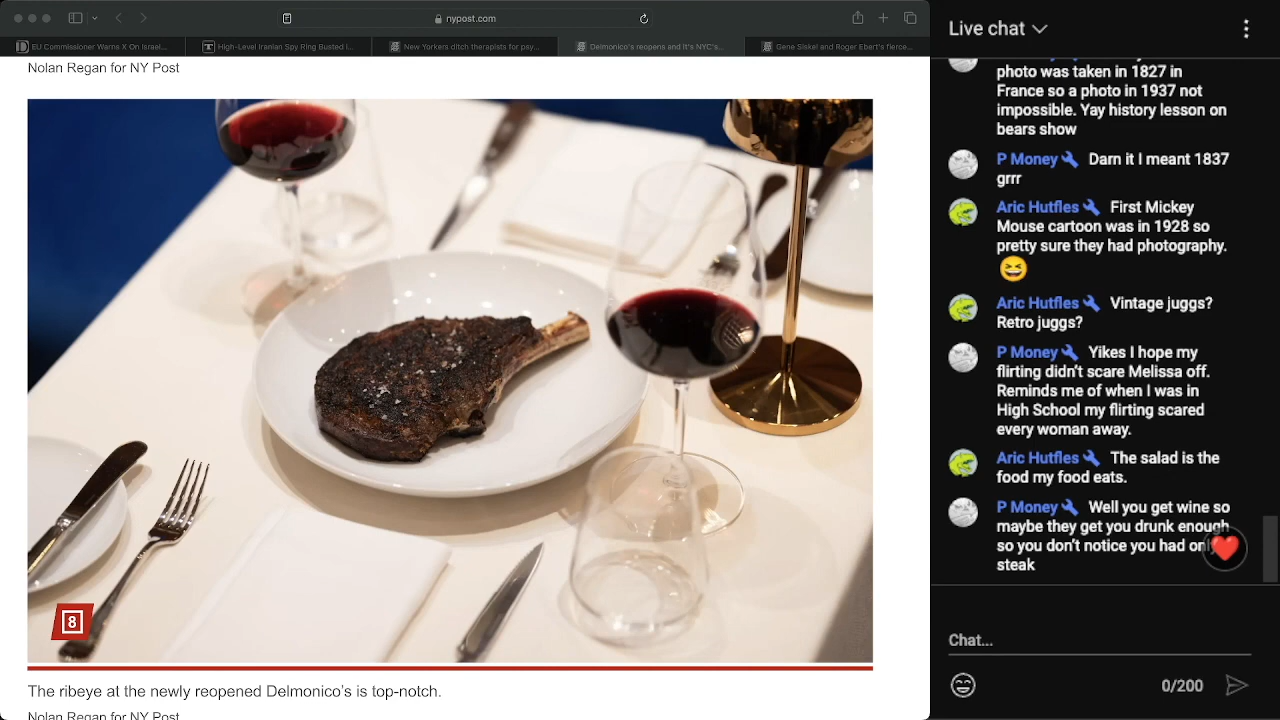 nypost.com
EU Commissioner Warns X On Israel...
High-Level Iranian Spy Ring Busted i...
New Yorkers ditch therapists for psy...
Delmonico's reopens and it's NYC's...
Gene Siskel and Roger Ebert's fierce...
Nolan Regan for NY Post
8
The ribeye at the newly reopened Delmonico's is top-notch.
Nolan Regan for NY Post
Live chat
photo was taken in 1827 in
France so a photo in 1937 not
impossible. Yay history lesson on
bears show
P Money Darn it I meant 1837
grrr
Aric Hutfles First Mickey
Mouse cartoon was in 1928 so
pretty sure they had photography.
Aric Hutfles Vintage juggs?
Retro juggs?
P Money Yikes I hope my
flirting didn't scare Melissa off.
Reminds me of when I was in
High School my flirting scared
every woman away.
Aric Hutfles The salad is the
food my food eats.
P Money Well you get wine so
maybe they get you drunk enough
so you don't notice you had only
steak
Chat...
0/200